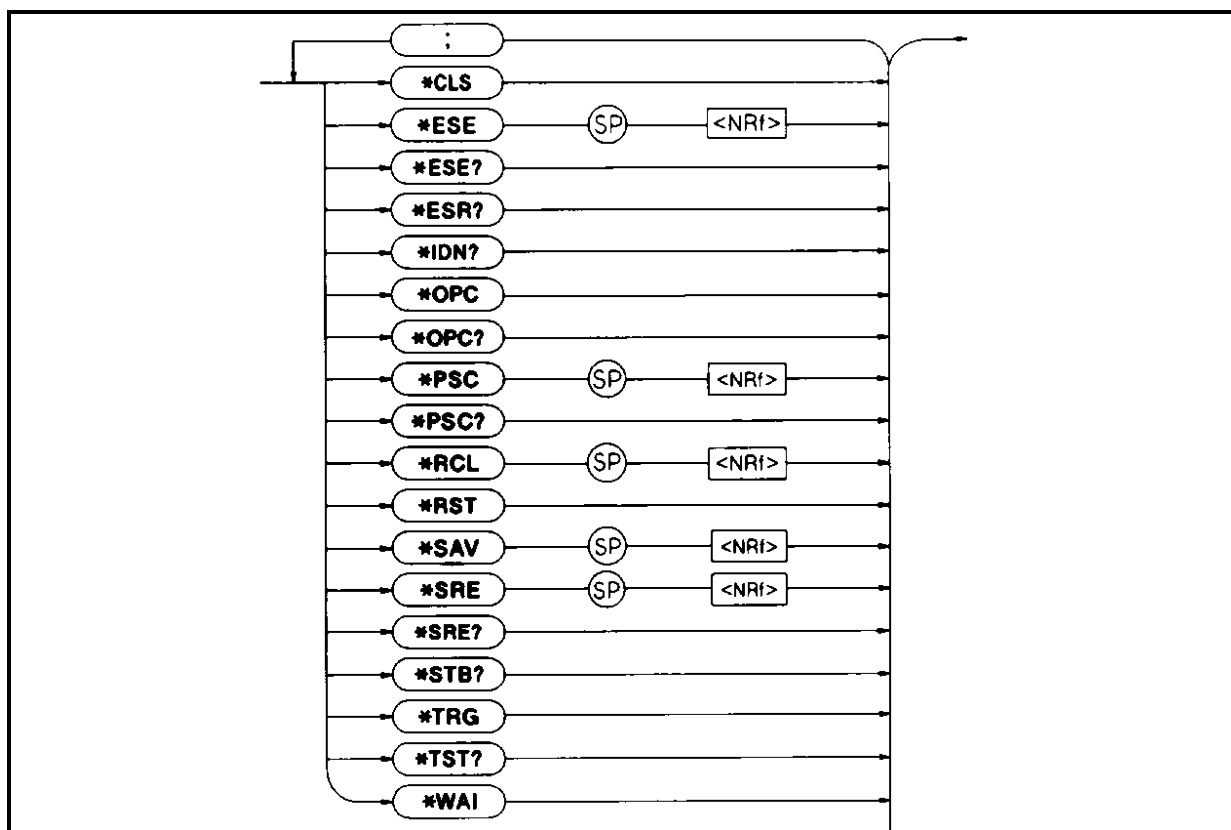 ;
*CLS
*ESE SP <NRf>
*ESE?
*ESR?
*IDN?
*OPC
*OPC?
*PSC SP <NRf>
*PSC?
*RCL SP <NRf>
*RST
*SAV SP <NRf>
*SRE SP <NRf>
*SRE?
*STB?
*TRG
*TST?
*WAI